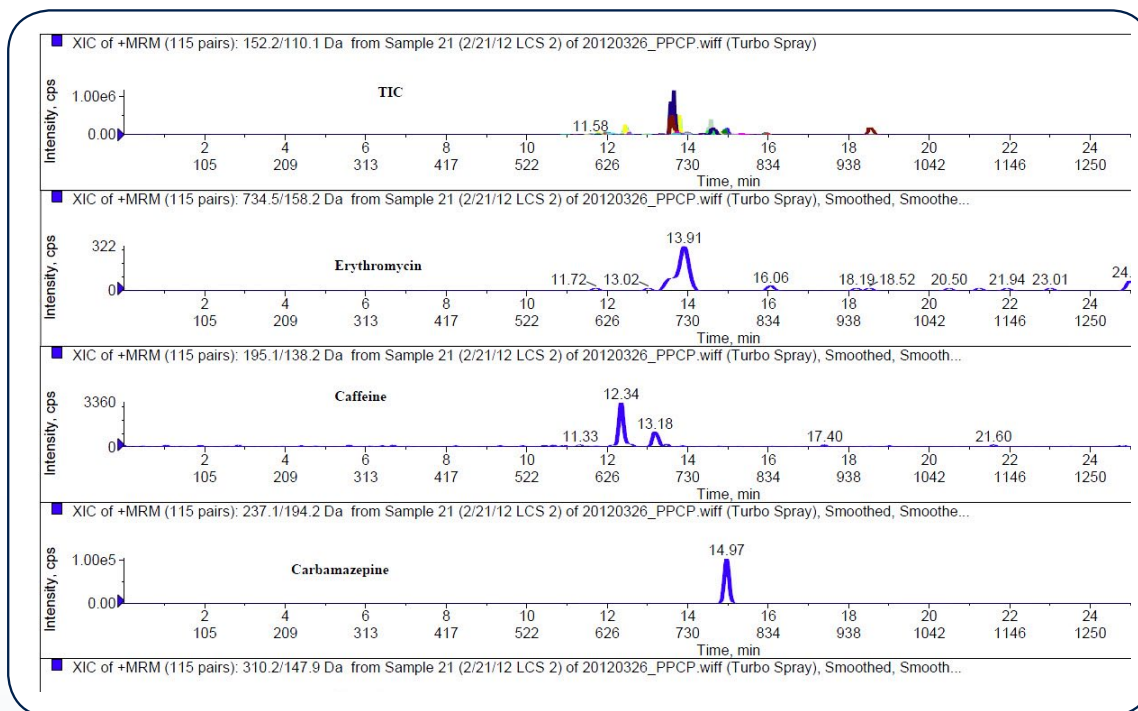 XIC of +MRM (115 pairs): 152.2/110.1 Da from Sample 21 (2/21/12 LCS 2) of 20120326_PPCP.wiff (Turbo Spray)
Intensity, cps
1.00e6
0.00
TIC
11.58
2 4 6 8 10 12 14 16 18 20 22 24
105 209 313 417 522 626 730 834 938 1042 1146 1250
Time, min
XIC of +MRM (115 pairs): 734.5/158.2 Da from Sample 21 (2/21/12 LCS 2) of 20120326_PPCP.wiff (Turbo Spray), Smoothed, Smoothe...
Intensity, cps
322
0
Erythromycin
11.72 13.02 13.91 16.06 18.19 18.52 20.50 21.94 23.01 24.
2 4 6 8 10 12 14 16 18 20 22 24
105 209 313 417 522 626 730 834 938 1042 1146 1250
Time, min
XIC of +MRM (115 pairs): 195.1/138.2 Da from Sample 21 (2/21/12 LCS 2) of 20120326_PPCP.wiff (Turbo Spray), Smoothed, Smooth...
Intensity, cps
3360
0
Caffeine
11.33 12.34 13.18 17.40 21.60
2 4 6 8 10 12 14 16 18 20 22 24
105 209 313 417 522 626 730 834 938 1042 1146 1250
Time, min
XIC of +MRM (115 pairs): 237.1/194.2 Da from Sample 21 (2/21/12 LCS 2) of 20120326_PPCP.wiff (Turbo Spray), Smoothed, Smoothe...
Intensity, cps
1.00e5
0.00
Carbamazepine
14.97
2 4 6 8 10 12 14 16 18 20 22 24
105 209 313 417 522 626 730 834 938 1042 1146 1250
Time, min
XIC of +MRM (115 pairs): 310.2/147.9 Da from Sample 21 (2/21/12 LCS 2) of 20120326_PPCP.wiff (Turbo Spray), Smoothed, Smooth...